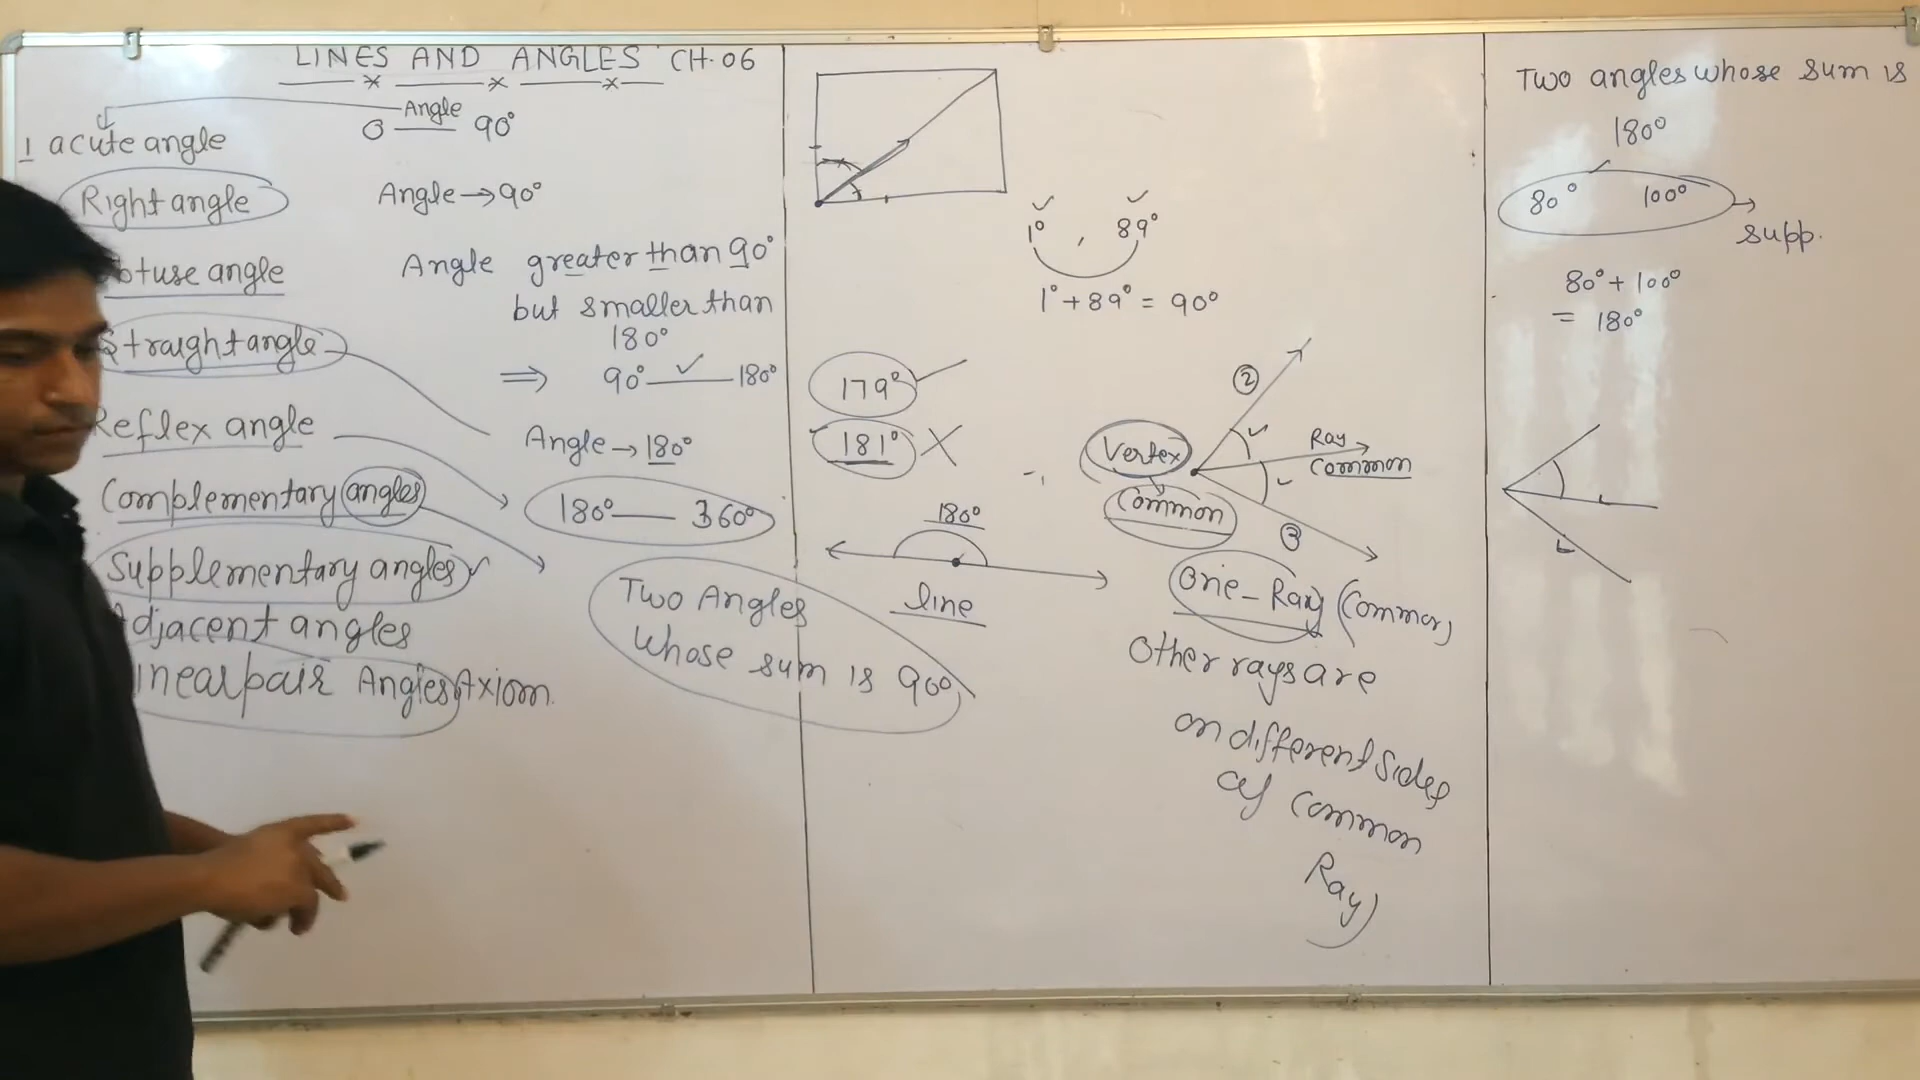 LINES AND ANGLES CH.06
Angle
1 acute angle 0 — 90°
Right angle Angle → 90°
btuse angle Angle greater than 90°
but smaller than
180°
Straight angle
⇒ 90° ✓ 180°
Reflex angle Angle → 180°
Complementary angles 180° — 360°
Supplementary angles ✓
Two Angles
whose sum is 90°
djacent angles
inear pair Angles Axiom
1° , 89°
1° + 89° = 90°
179°
181° X
180°
line
2
Ray
Common
Vertex
Common
3
One - Ray (Common)
Other rays are
on different sides
of common
Ray
Two angles whose sum is
180°
80° 100°
supp.
80° + 100°
= 180°